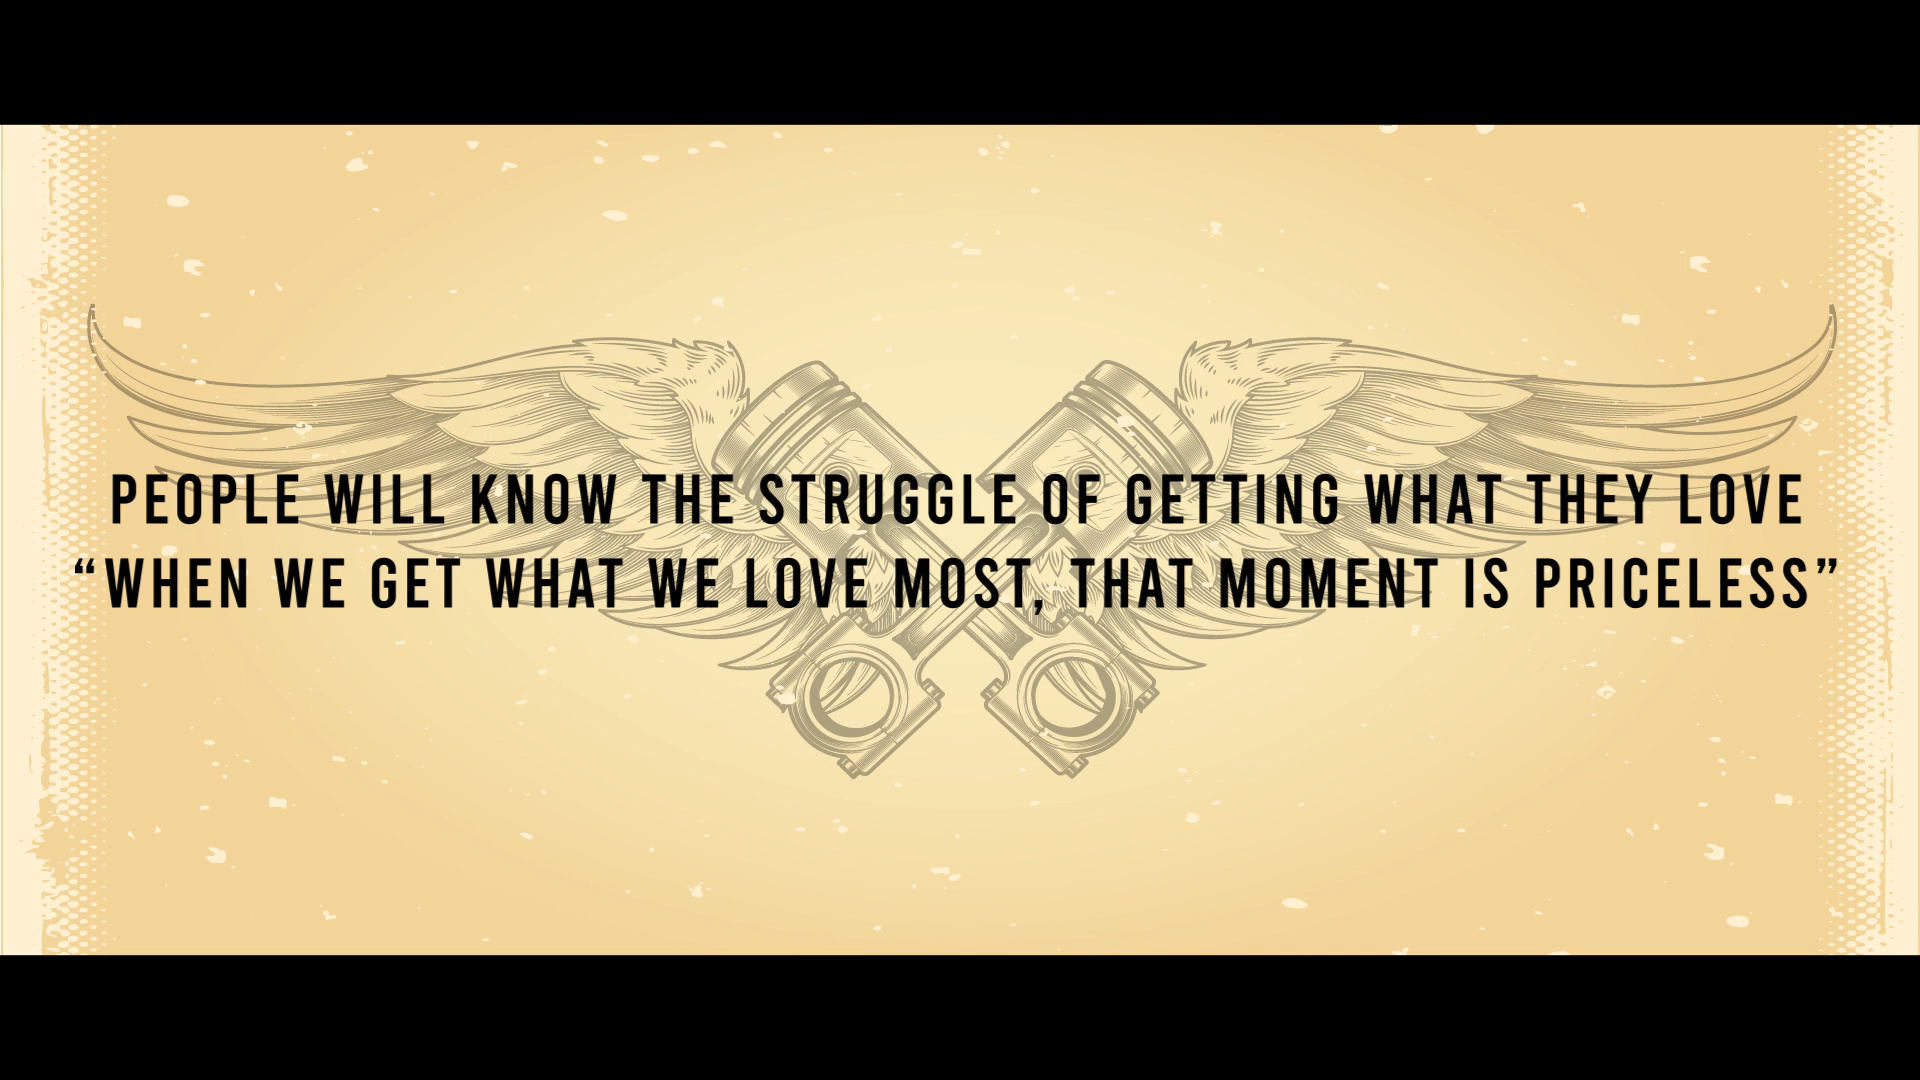 PEOPLE WILL KNOW THE STRUGGLE OF GETTING WHAT THEY LOVE
“WHEN WE GET WHAT WE LOVE MOST, THAT MOMENT IS PRICELESS”